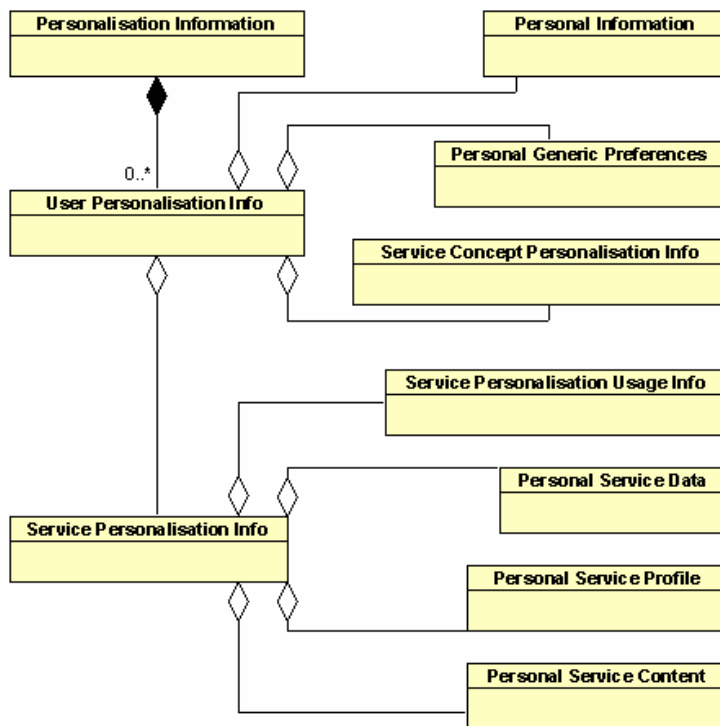 Personalisation Information
Personal Information
Personal Generic Preferences
0..*
User Personalisation Info
Service Concept Personalisation Info
Service Personalisation Usage Info
Personal Service Data
Service Personalisation Info
Personal Service Profile
Personal Service Content